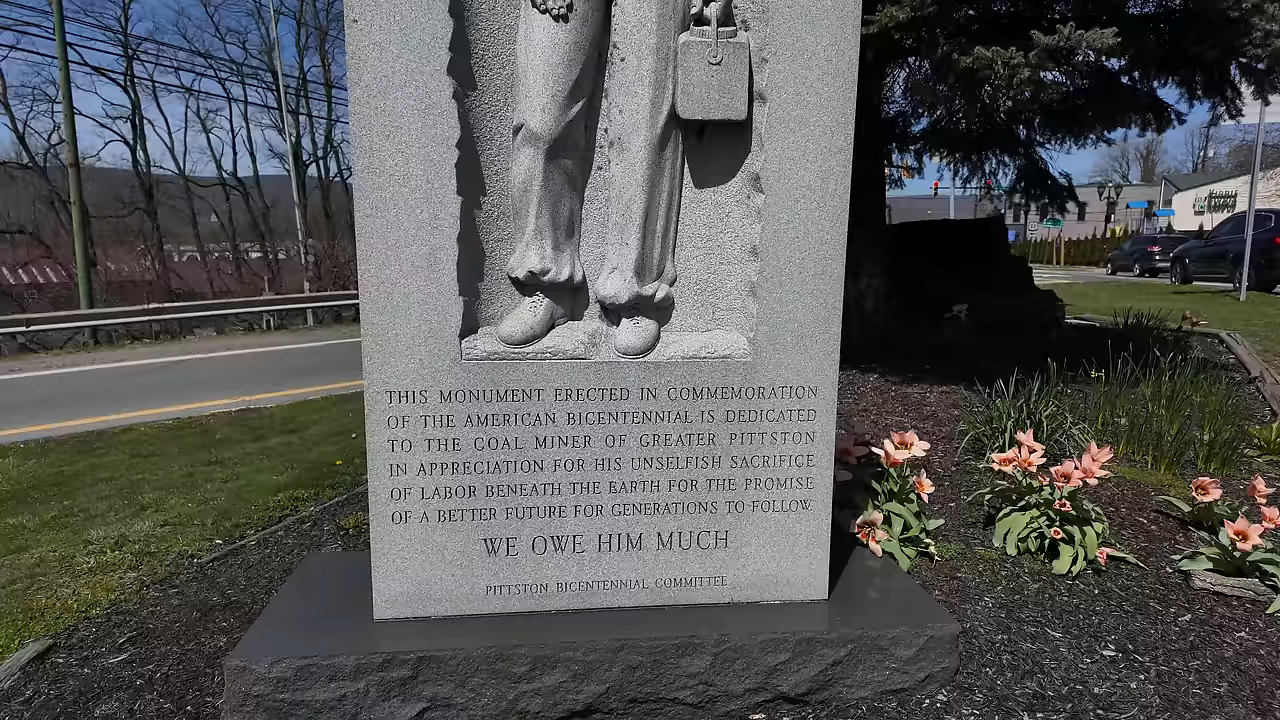 THIS MONUMENT ERECTED IN COMMEMORATION
OF THE AMERICAN BICENTENNIAL IS DEDICATED
TO THE COAL MINER OF GREATER PITTSTON
IN APPRECIATION FOR HIS UNSELFISH SACRIFICE
OF LABOR BENEATH THE EARTH FOR THE PROMISE
OF A BETTER FUTURE FOR GENERATIONS TO FOLLOW
WE OWE HIM MUCH
PITTSTON BICENTENNIAL COMMITTEE